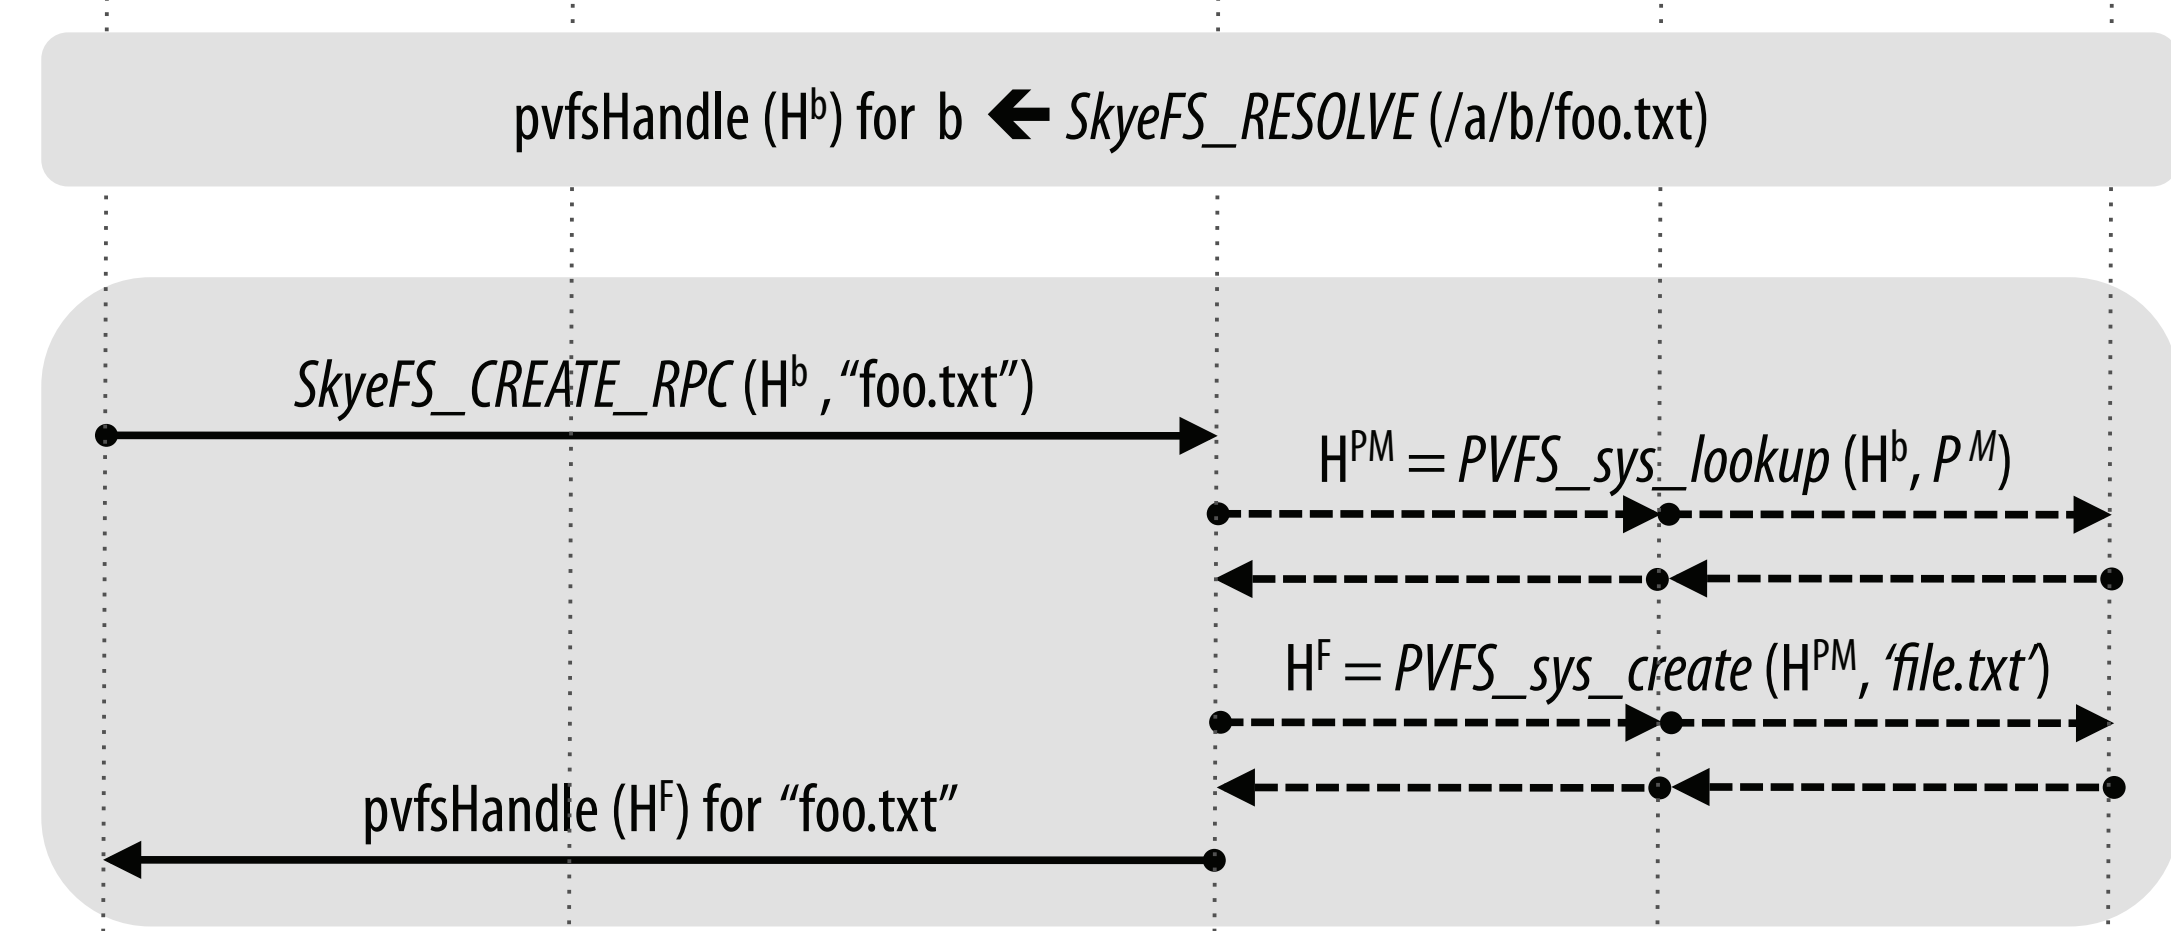 pvfsHandle (H^b) for b 🡸 SkyeFS_RESOLVE (/a/b/foo.txt)
SkyeFS_CREATE_RPC (H^b , “foo.txt”)
H^PM = PVFS_sys_lookup (H^b, P^M)
H^F = PVFS_sys_create (H^PM, ‘file.txt’)
pvfsHandle (H^F) for “foo.txt”